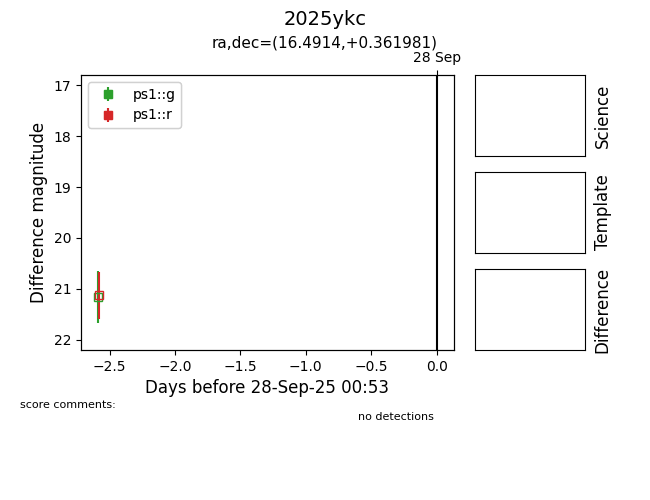 2025ykc
ra,dec=(16.4914,+0.361981)
28 Sep
ps1::g
ps1::r
17
18
19
20
21
22
Difference magnitude
−2.5
−2.0
−1.5
−1.0
−0.5
0.0
Days before 28-Sep-25 00:53
Science
Template
Difference
score comments:
no detections